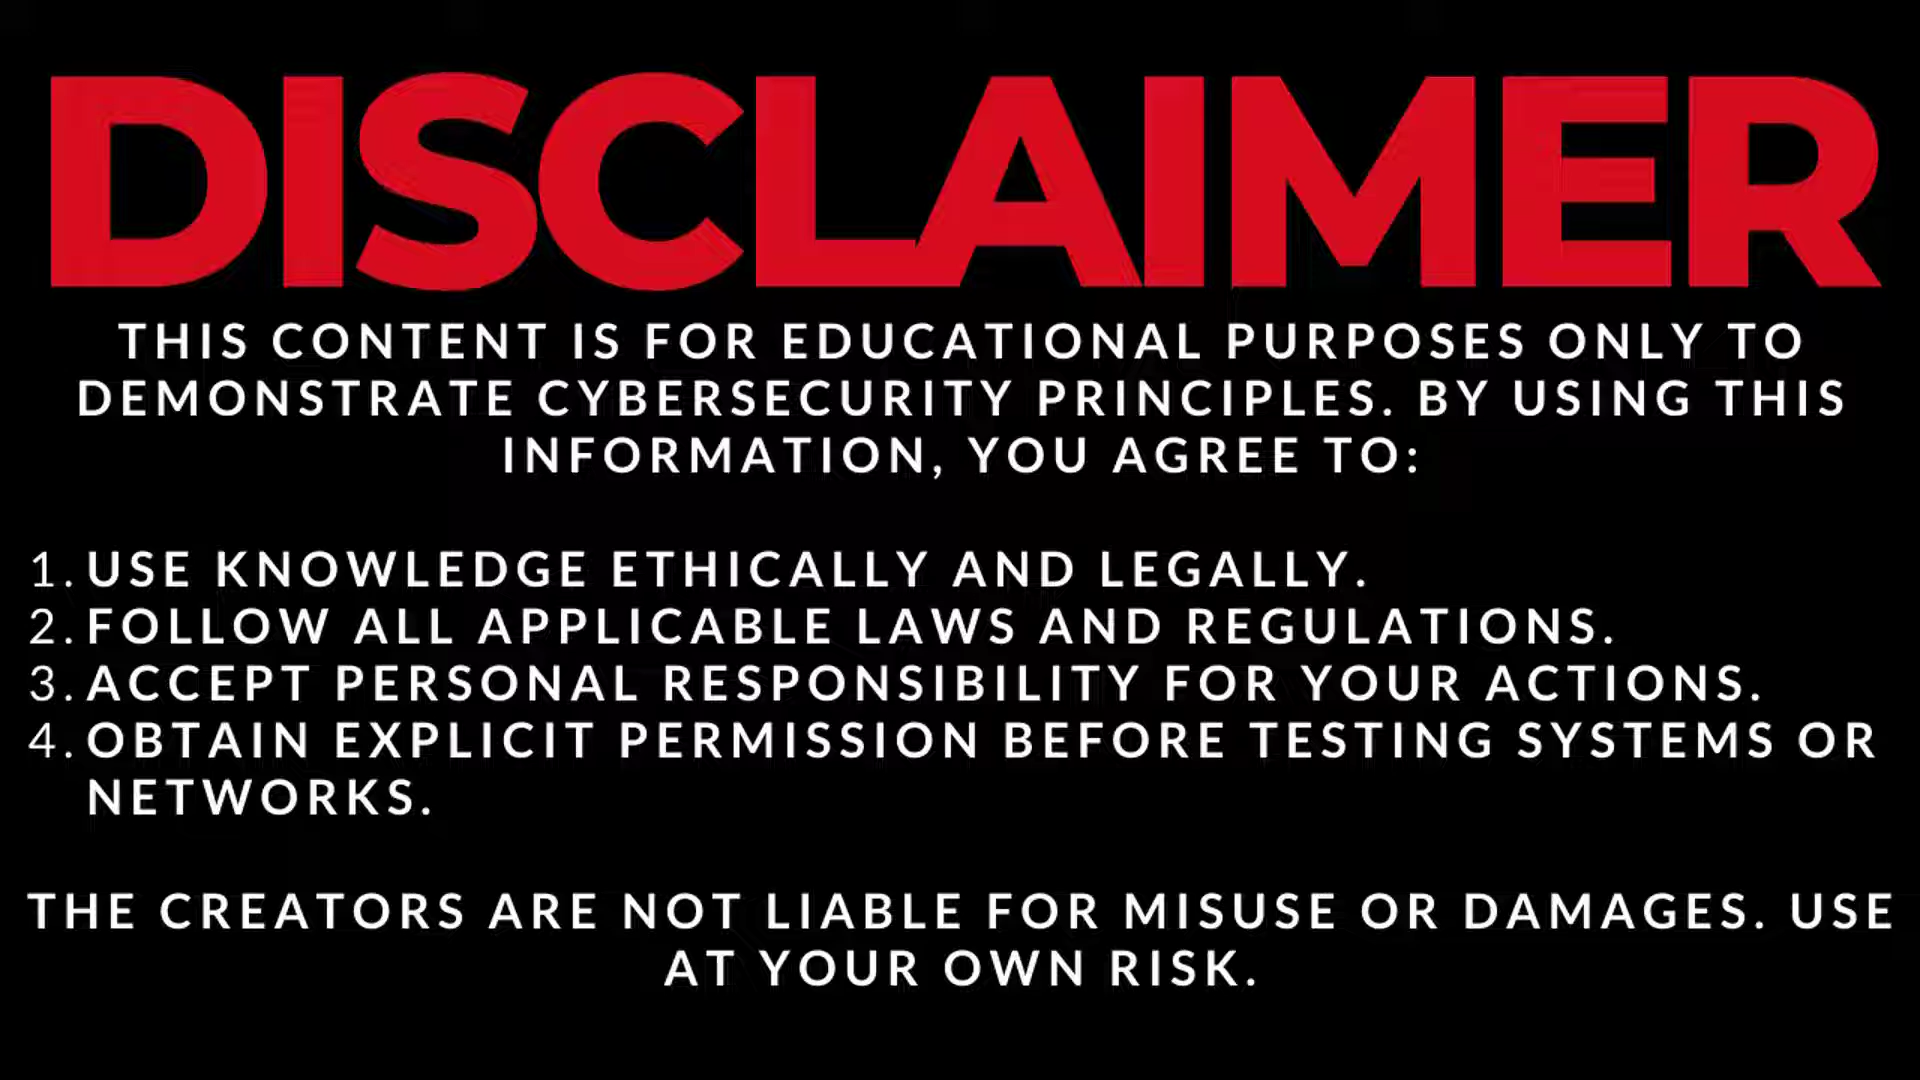 DISCLAIMER
THIS CONTENT IS FOR EDUCATIONAL PURPOSES ONLY TO
DEMONSTRATE CYBERSECURITY PRINCIPLES. BY USING THIS
INFORMATION, YOU AGREE TO:
1. USE KNOWLEDGE ETHICALLY AND LEGALLY.
2. FOLLOW ALL APPLICABLE LAWS AND REGULATIONS.
3. ACCEPT PERSONAL RESPONSIBILITY FOR YOUR ACTIONS.
4. OBTAIN EXPLICIT PERMISSION BEFORE TESTING SYSTEMS OR
NETWORKS.
THE CREATORS ARE NOT LIABLE FOR MISUSE OR DAMAGES. USE
AT YOUR OWN RISK.